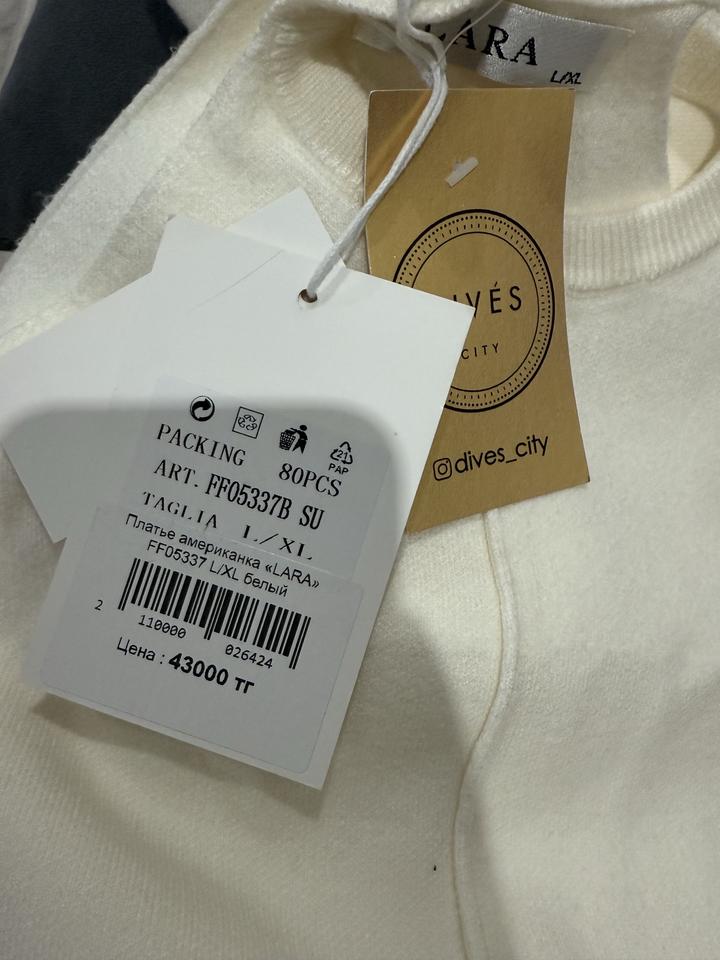 LARA
L/XL
DIVÉS
CITY
dives_city
21
PAP
PACKING 80PCS
ART. FF05337B SU
TAGLIA L/XL
Платье американка «LARA»
FF05337 L/XL белый
2 110000 026424
Цена : 43000 тг